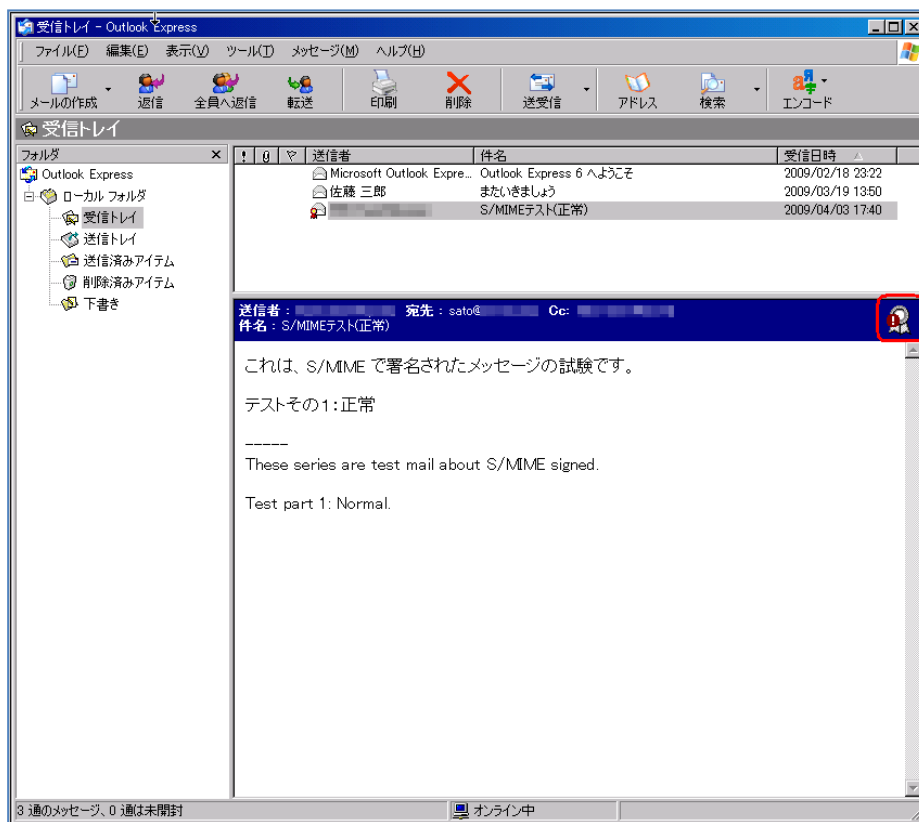 受信トレイ - Outlook Express
ファイル(F) 編集(E) 表示(V) ツール(T) メッセージ(M) ヘルプ(H)
メールの作成 返信 全員へ返信 転送 印刷 削除 送受信 アドレス 検索 エンコード
受信トレイ
フォルダ
Outlook Express
ローカル フォルダ
受信トレイ
送信トレイ
送信済みアイテム
削除済みアイテム
下書き
送信者 件名 受信日時
Microsoft Outlook Expre... Outlook Express 6 へようこそ 2009/02/18 23:22
佐藤 三郎 またいきましょう 2009/03/19 13:50
S/MIMEテスト(正常) 2009/04/03 17:40
送信者: 宛先: sato@ Cc:
件名: S/MIMEテスト(正常)
これは、S/MIME で署名されたメッセージの試験です。
テストその1:正常
-----
These series are test mail about S/MIME signed.
Test part 1: Normal.
3 通のメッセージ、0 通は未開封 オンライン中